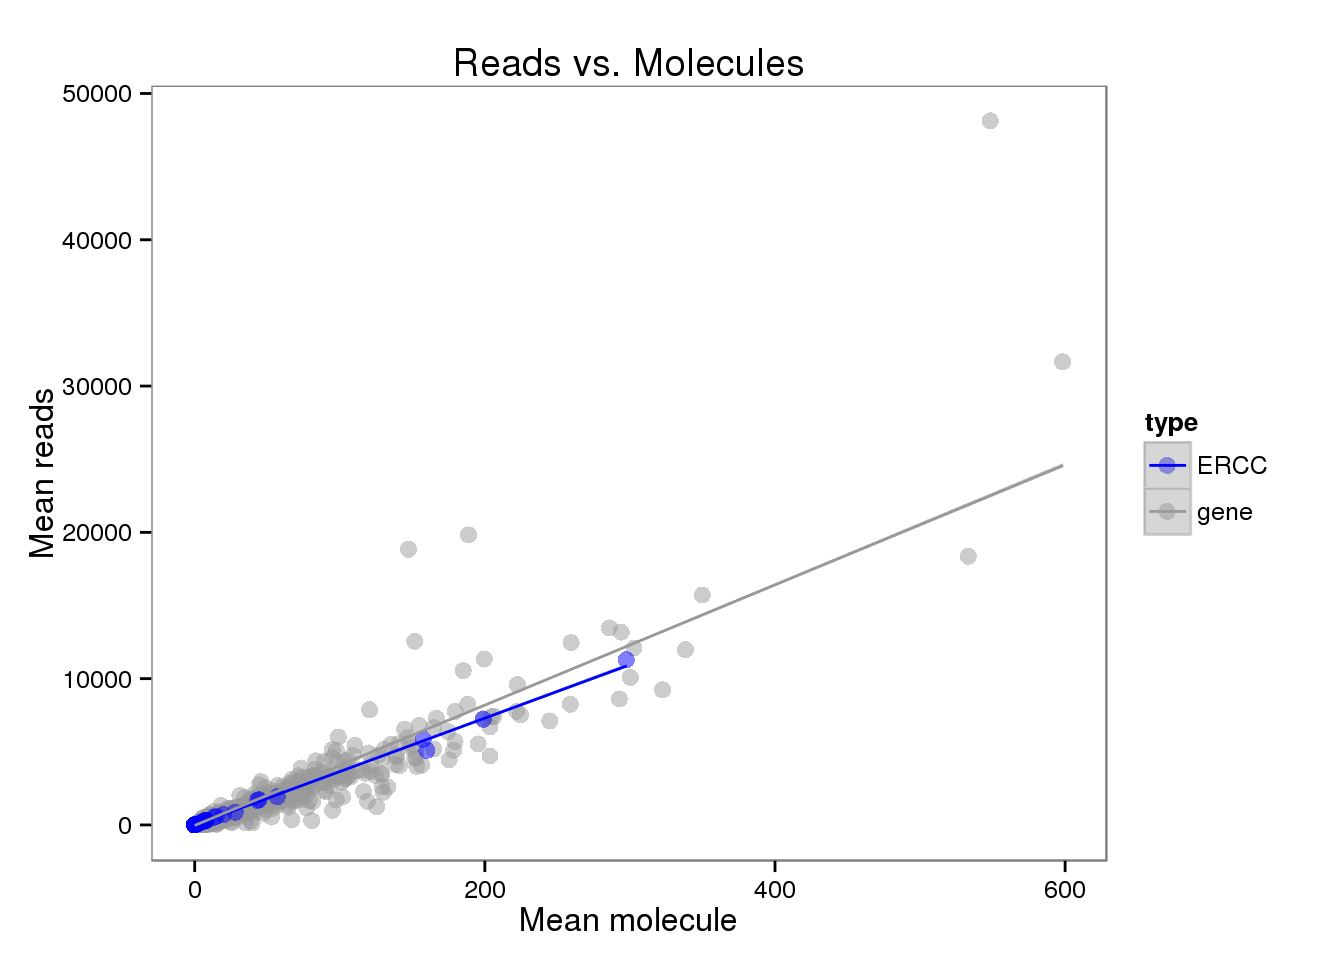 Reads vs. Molecules
50000
40000
30000
20000
10000
0
Mean reads
0 200 400 600
Mean molecule
type
ERCC
gene